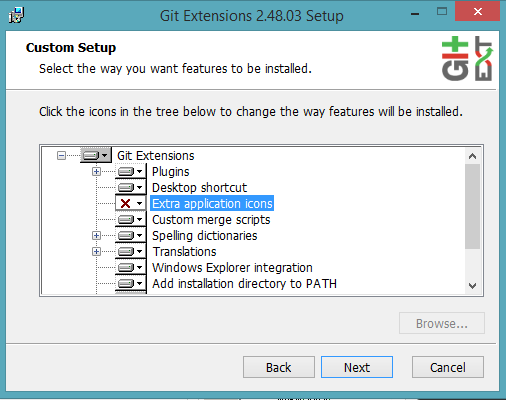 Git Extensions 2.48.03 Setup
Custom Setup
Select the way you want features to be installed.
Git
EXT
Click the icons in the tree below to change the way features will be installed.
Git Extensions
Plugins
Desktop shortcut
Extra application icons
Custom merge scripts
Spelling dictionaries
Translations
Windows Explorer integration
Add installation directory to PATH
Browse...
Back
Next
Cancel